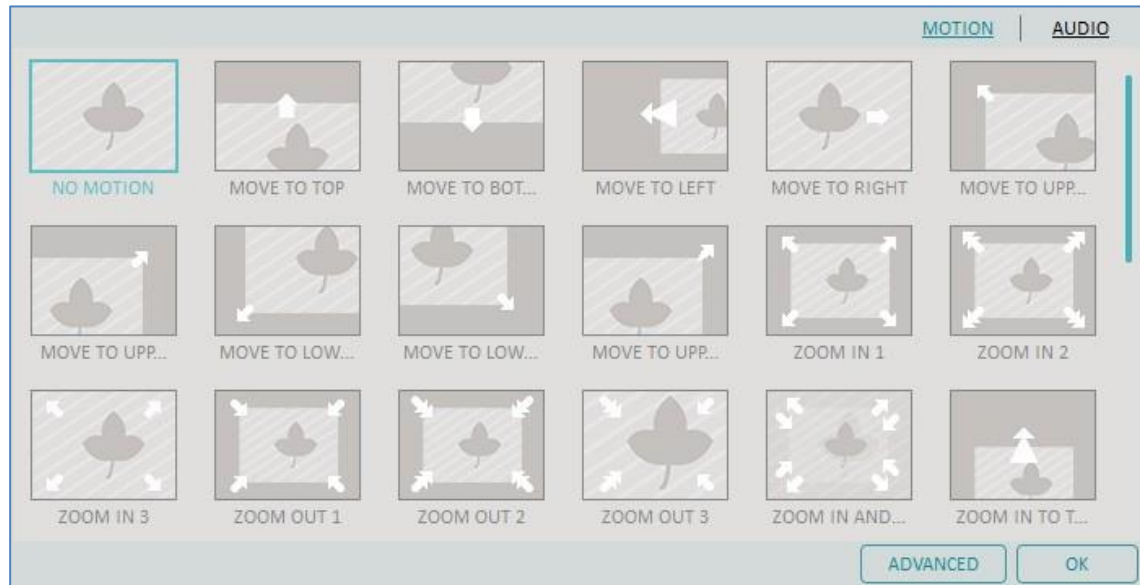 MOTION AUDIO
NO MOTION MOVE TO TOP MOVE TO BOT... MOVE TO LEFT MOVE TO RIGHT MOVE TO UPP...
MOVE TO UPP... MOVE TO LOW... MOVE TO LOW... MOVE TO UPP... ZOOM IN 1 ZOOM IN 2
ZOOM IN 3 ZOOM OUT 1 ZOOM OUT 2 ZOOM OUT 3 ZOOM IN AND... ZOOM IN TO T...
ADVANCED OK